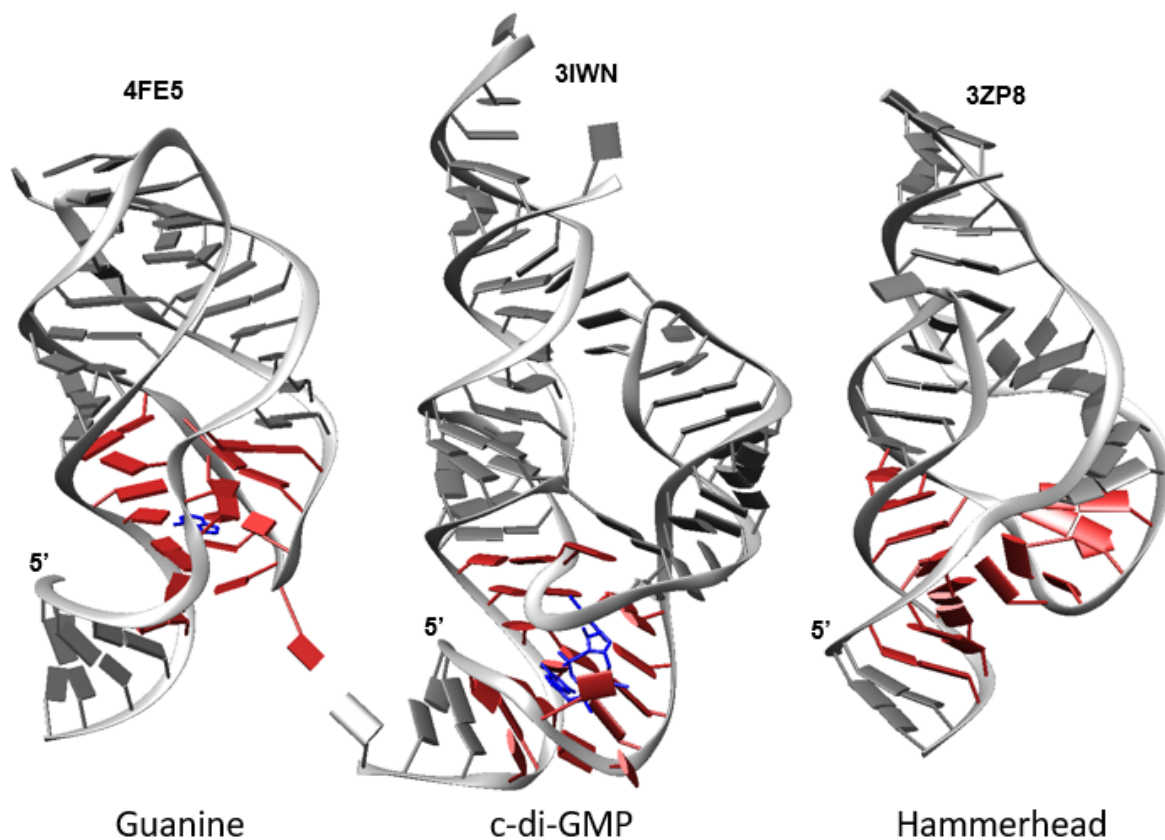 4FE5
3IWN
3ZP8
5’
5’
5’
Guanine
c-di-GMP
Hammerhead